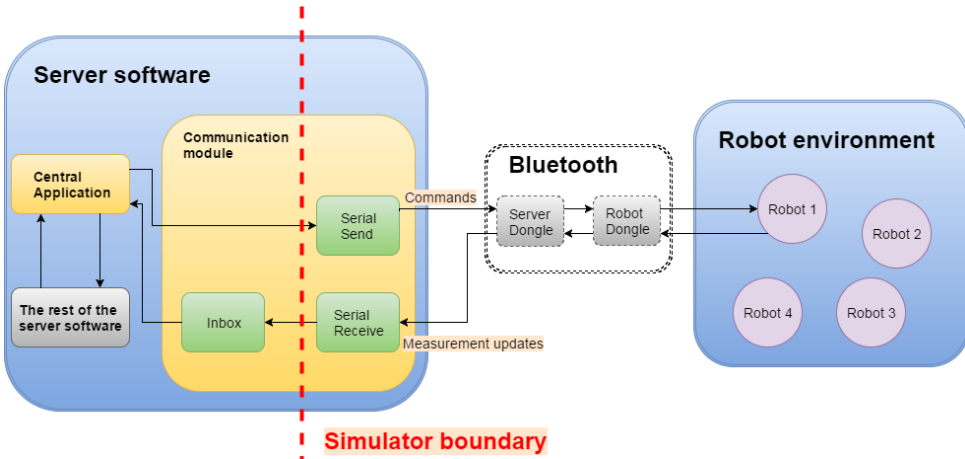 Server software
Communication
module
Central
Application
The rest of the
server software
Serial
Send
Inbox
Serial
Receive
Commands
Measurement updates
Bluetooth
Server
Dongle
Robot
Dongle
Robot environment
Robot 1
Robot 2
Robot 4
Robot 3
Simulator boundary